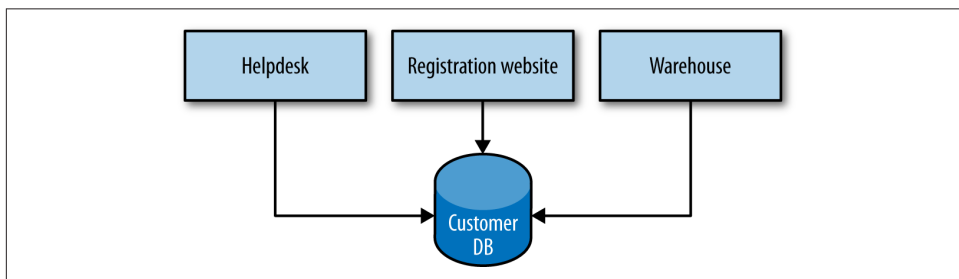 Helpdesk
Registration website
Warehouse
Customer
DB